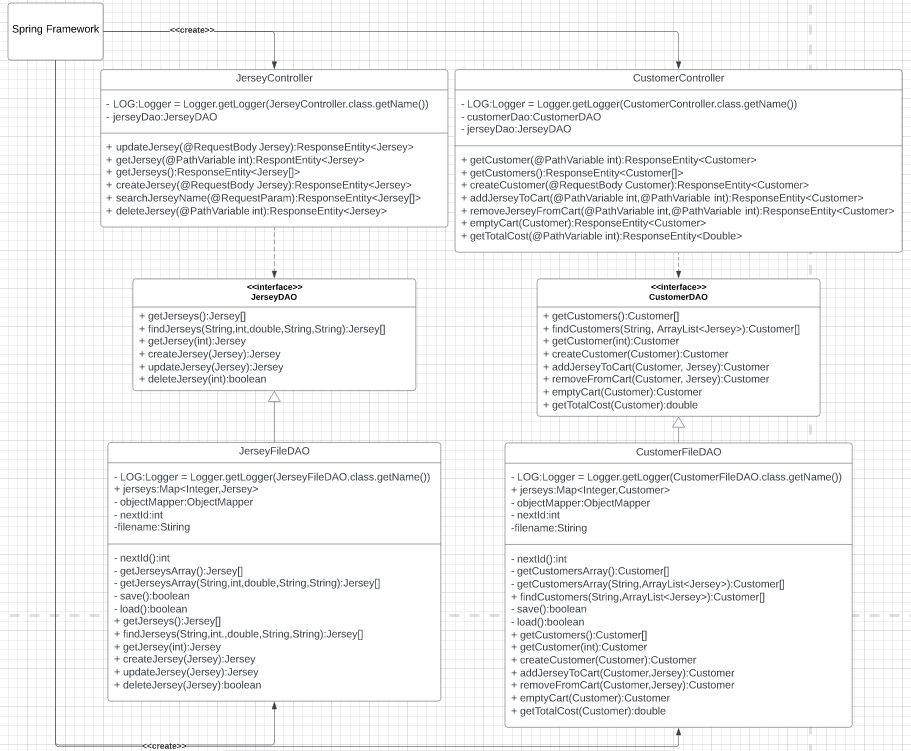 Spring Framework
<<create>>
JerseyController
- LOG:Logger = Logger.getLogger(JerseyController.class.getName())
- jerseyDao:JerseyDAO
+ updateJersey(@RequestBody Jersey):ResponseEntity<Jersey>
+ getJersey(@PathVariable int):RespontEntity<Jersey>
+ getJerseys():ResponseEntity<Jersey[]>
+ createJersey(@RequestBody Jersey):ResponseEntity<Jersey>
+ searchJerseyName(@RequestParam):ResponseEntity<Jersey[]>
+ deleteJersey(@PathVariable int):ResponseEntity<Jersey>
CustomerController
- LOG:Logger = Logger.getLogger(CustomerController.class.getName())
- customerDao:CustomerDAO
- jerseyDao:JerseyDAO
+ getCustomer(@PathVariable int):ResponseEntity<Customer>
+ getCustomers():ResponseEntity<Customer[]>
+ createCustomer(@RequestBody Customer):ResponseEntity<Customer>
+ addJerseyToCart(@PathVariable int,@PathVariable int):ResponseEntity<Customer>
+ removeJerseyFromCart(@PathVariable int,@PathVariable int):ResponseEntity<Customer>
+ emptyCart(Customer):ResponseEntity<Customer>
+ getTotalCost(@PathVariable int):ResponseEntity<Double>
<<interface>>
JerseyDAO
+ getJerseys():Jersey[]
+ findJerseys(String,int,double,String,String):Jersey[]
+ getJersey(int):Jersey
+ createJersey(Jersey):Jersey
+ updateJersey(Jersey):Jersey
+ deleteJersey(int):boolean
<<interface>>
CustomerDAO
+ getCustomers():Customer[]
+ findCustomers(String, ArrayList<Jersey>):Customer[]
+ getCustomer(int):Customer
+ createCustomer(Customer):Customer
+ addJerseyToCart(Customer, Jersey):Customer
+ removeFromCart(Customer, Jersey):Customer
+ emptyCart(Customer):Customer
+ getTotalCost(Customer):double
JerseyFileDAO
- LOG:Logger = Logger.getLogger(JerseyFileDAO.class.getName())
+ jerseys:Map<Integer,Jersey>
- objectMapper:ObjectMapper
- nextId:int
-filename:Stiring
- nextId():int
- getJerseysArray():Jersey[]
- getJerseysArray(String,int,double,String,String):Jersey[]
- save():boolean
- load():boolean
+ getJerseys():Jersey[]
+ findJerseys(String,int.,double,String,String):Jersey[]
+ getJersey(int):Jersey
+ createJersey(Jersey):Jersey
+ updateJersey(Jersey):Jersey
+ deleteJersey(Jersey):boolean
CustomerFileDAO
- LOG:Logger = Logger.getLogger(CustomerFileDAO.class.getName())
+ jerseys:Map<Integer,Customer>
- objectMapper:ObjectMapper
- nextId:int
-filename:Stiring
- nextId():int
- getCustomersArray():Customer[]
- getCustomersArray(String,ArrayList<Jersey>):Customer[]
+ findCustomers(String,ArrayList<Jersey>):Customer[]
- save():boolean
- load():boolean
+ getCustomers():Customer[]
+ getCustomer(int):Customer
+ createCustomer(Customer):Customer
+ addJerseyToCart(Customer,Jersey):Customer
+ removeFromCart(Customer,Jersey):Customer
+ emptyCart(Customer):Customer
+ getTotalCost(Customer):double
<<create>>